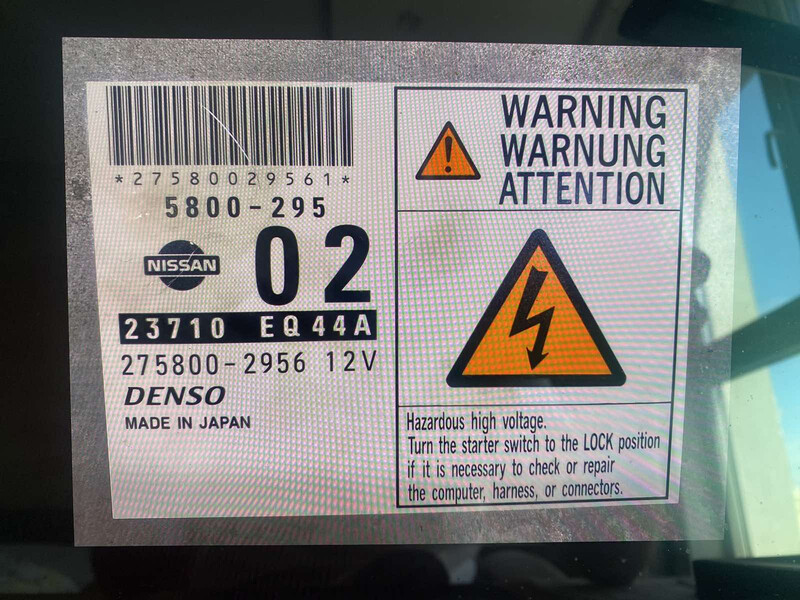 *27580029561*
5800-295
NISSAN
02
23710 EQ44A
275800-2956 12V
DENSO
MADE IN JAPAN
WARNING
WARNUNG
ATTENTION
Hazardous high voltage.
Turn the starter switch to the LOCK position
if it is necessary to check or repair
the computer, harness, or connectors.